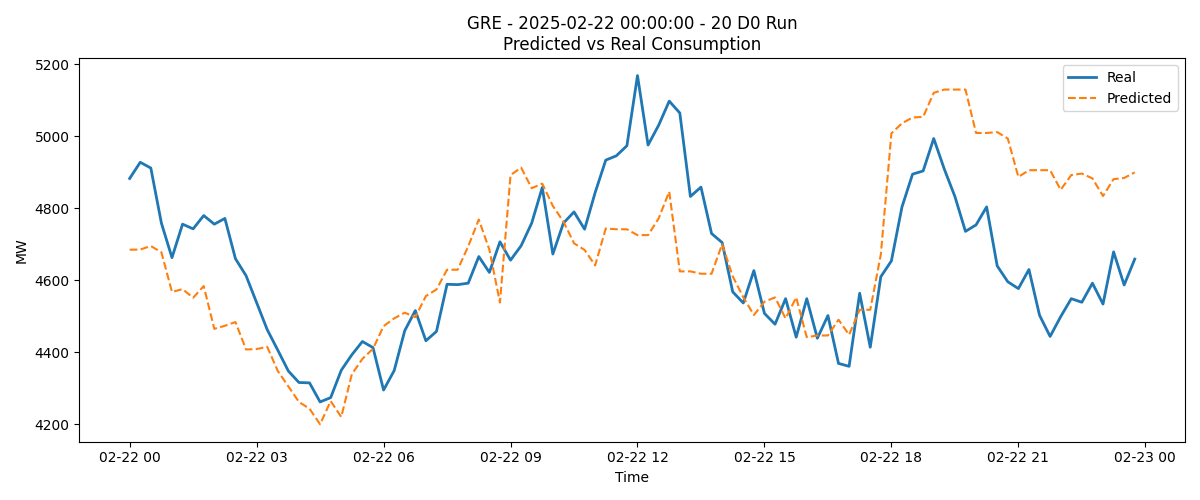 GRE - 2025-02-22 00:00:00 - 20 D0 Run
Predicted vs Real Consumption
Real
Predicted
MW
5200
5000
4800
4600
4400
4200
02-22 00
02-22 03
02-22 06
02-22 09
02-22 12
02-22 15
02-22 18
02-22 21
02-23 00
Time